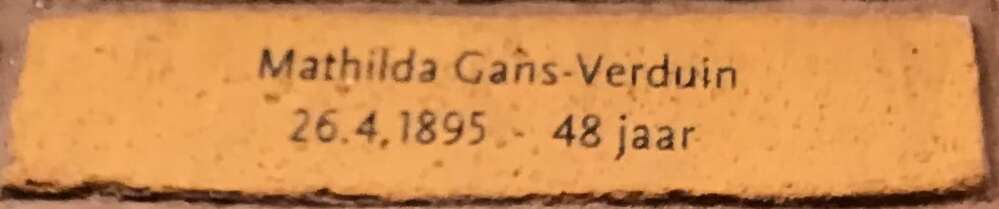 Mathilda Gans-Verduin
26.4.1895 - 48 jaar